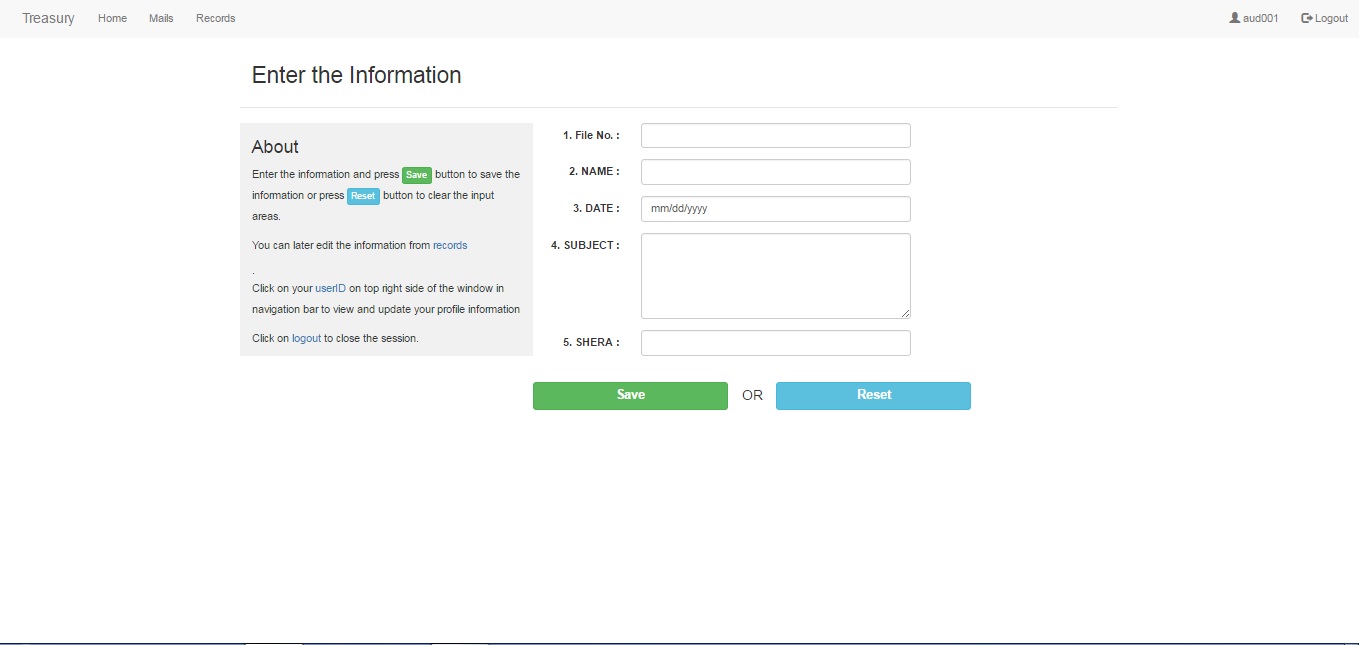 Treasury Home Mails Records aud001 Logout
Enter the Information
About
Enter the information and press Save button to save the
information or press Reset button to clear the input
areas.
You can later edit the information from records
.
Click on your userID on top right side of the window in
navigation bar to view and update your profile information
Click on logout to close the session.
1. File No. :
2. NAME :
3. DATE : mm/dd/yyyy
4. SUBJECT :
5. SHERA :
Save OR Reset